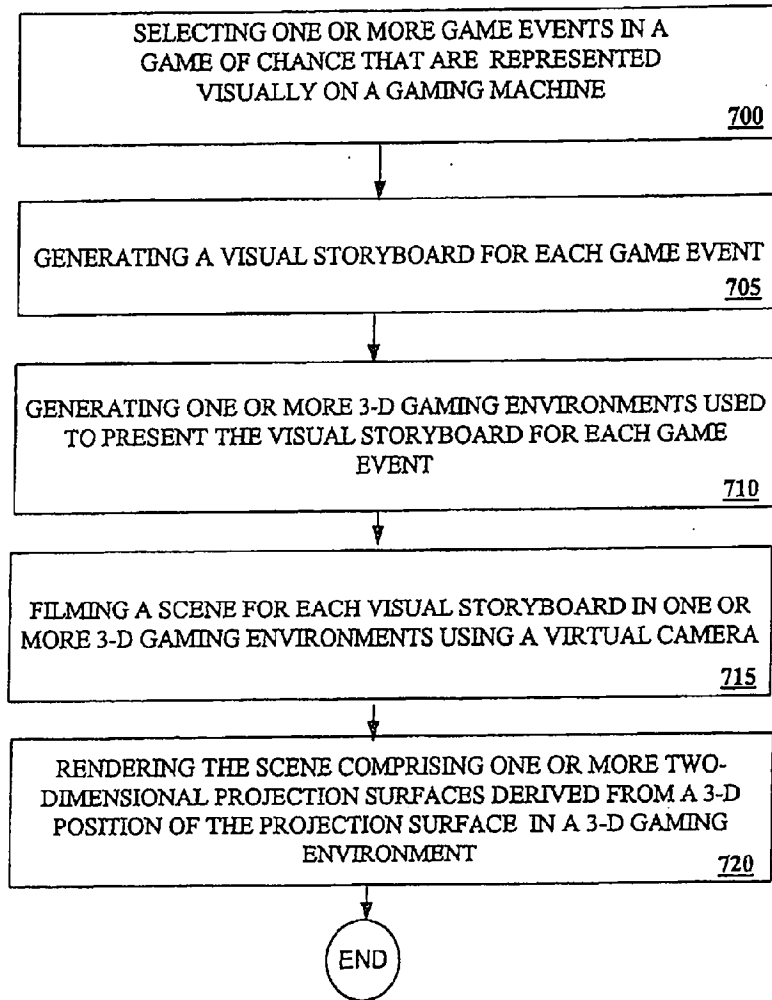 SELECTING ONE OR MORE GAME EVENTS IN A
GAME OF CHANCE THAT ARE REPRESENTED
VISUALLY ON A GAMING MACHINE
700
GENERATING A VISUAL STORYBOARD FOR EACH GAME EVENT
705
GENERATING ONE OR MORE 3-D GAMING ENVIRONMENTS USED
TO PRESENT THE VISUAL STORYBOARD FOR EACH GAME
EVENT
710
FILMING A SCENE FOR EACH VISUAL STORYBOARD IN ONE OR
MORE 3-D GAMING ENVIRONMENTS USING A VIRTUAL CAMERA
715
RENDERING THE SCENE COMPRISING ONE OR MORE TWO-
DIMENSIONAL PROJECTION SURFACES DERIVED FROM A 3-D
POSITION OF THE PROJECTION SURFACE IN A 3-D GAMING
ENVIRONMENT
720
END